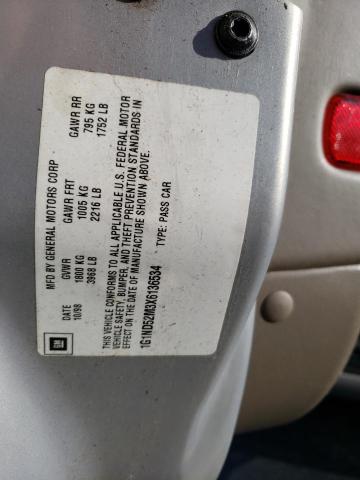 MFD BY GENERAL MOTORS CORP
DATE GVWR GAWR FRT GAWR RR
10/98 1800 KG 1005 KG 795 KG
3968 LB 2216 LB 1752 LB
THIS VEHICLE CONFORMS TO ALL APPLICABLE U.S. FEDERAL MOTOR
VEHICLE SAFETY, BUMPER, AND THEFT PREVENTION STANDARDS IN
EFFECT ON THE DATE OF MANUFACTURE SHOWN ABOVE.
1G1ND52M3X6136534 TYPE: PASS CAR
GM